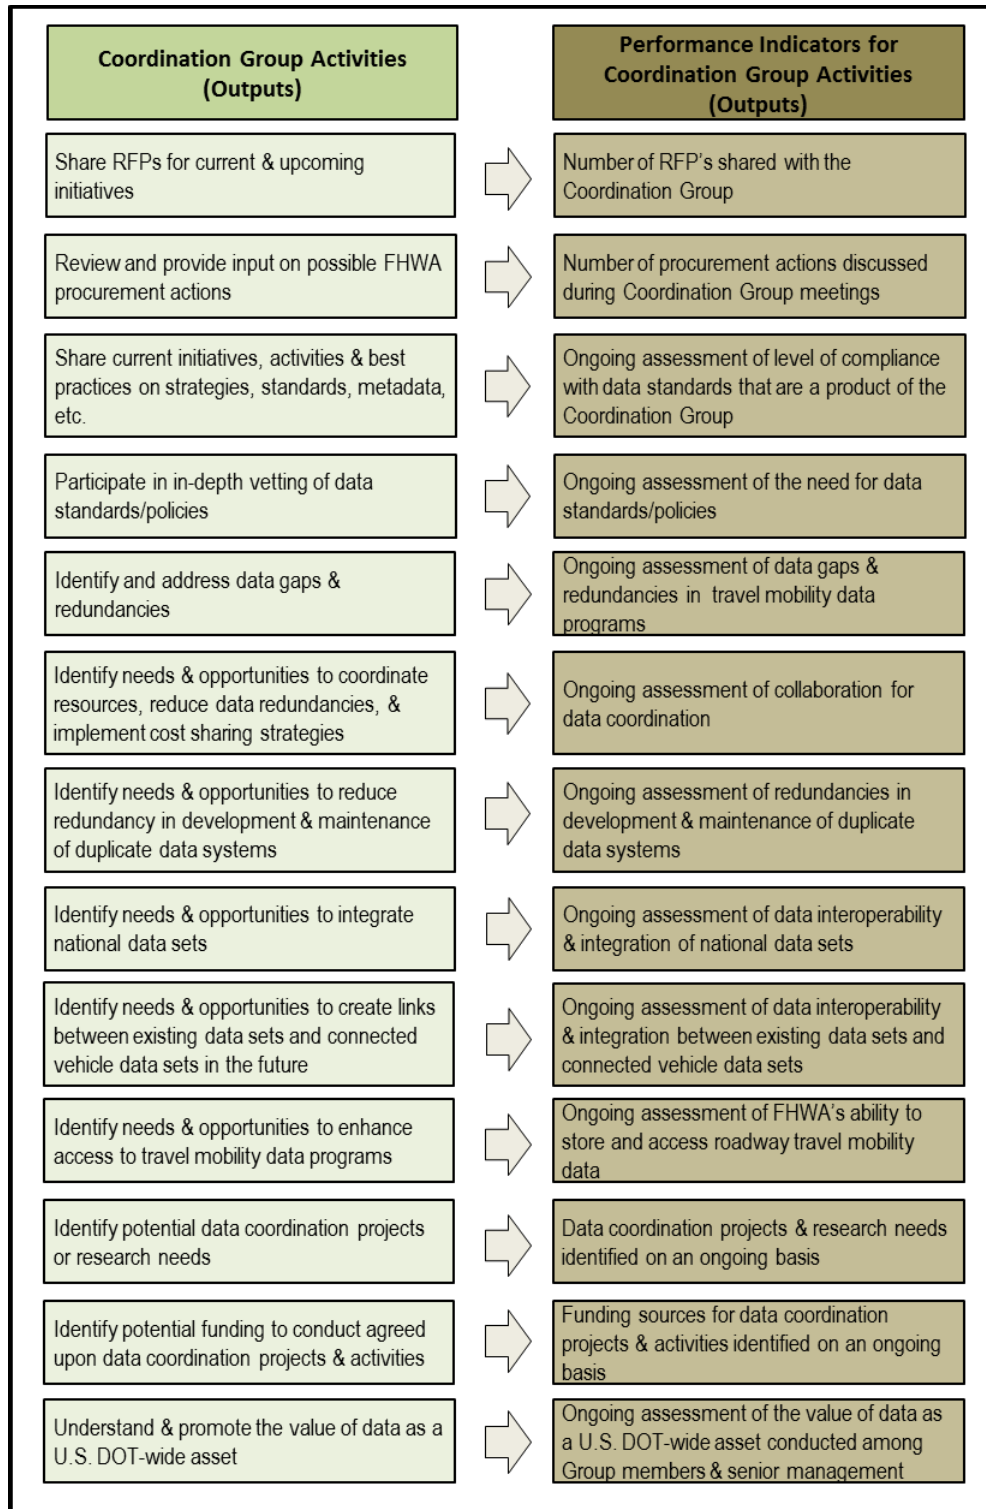 Coordination Group Activities
(Outputs)
Performance Indicators for
Coordination Group Activities
(Outputs)
Share RFPs for current & upcoming
initiatives
Number of RFP's shared with the
Coordination Group
Review and provide input on possible FHWA
procurement actions
Number of procurement actions discussed
during Coordination Group meetings
Share current initiatives, activities & best
practices on strategies, standards, metadata,
etc.
Ongoing assessment of level of compliance
with data standards that are a product of the
Coordination Group
Participate in in-depth vetting of data
standards/policies
Ongoing assessment of the need for data
standards/policies
Identify and address data gaps &
redundancies
Ongoing assessment of data gaps &
redundancies in travel mobility data
programs
Identify needs & opportunities to coordinate
resources, reduce data redundancies, &
implement cost sharing strategies
Ongoing assessment of collaboration for
data coordination
Identify needs & opportunities to reduce
redundancy in development & maintenance
of duplicate data systems
Ongoing assessment of redundancies in
development & maintenance of duplicate
data systems
Identify needs & opportunities to integrate
national data sets
Ongoing assessment of data interoperability
& integration of national data sets
Identify needs & opportunities to create links
between existing data sets and connected
vehicle data sets in the future
Ongoing assessment of data interoperability
& integration between existing data sets and
connected vehicle data sets
Identify needs & opportunities to enhance
access to travel mobility data programs
Ongoing assessment of FHWA's ability to
store and access roadway travel mobility
data
Identify potential data coordination projects
or research needs
Data coordination projects & research needs
identified on an ongoing basis
Identify potential funding to conduct agreed
upon data coordination projects & activities
Funding sources for data coordination
projects & activities identified on an ongoing
basis
Understand & promote the value of data as a
U.S. DOT-wide asset
Ongoing assessment of the value of data as
a U.S. DOT-wide asset conducted among
Group members & senior management